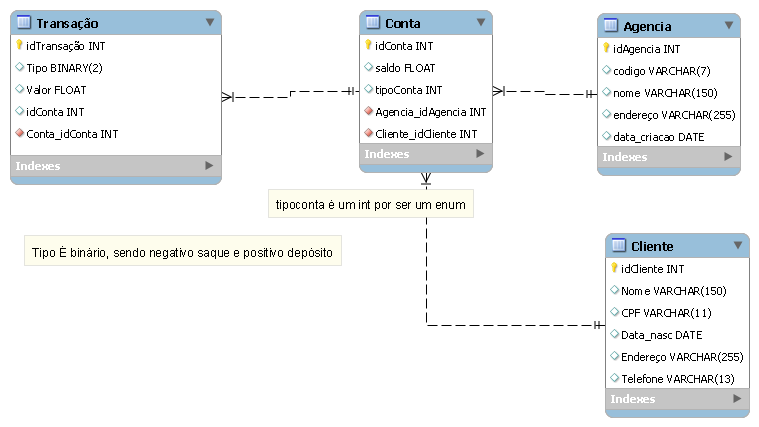 Transação
idTransação INT
Tipo BINARY(2)
Valor FLOAT
idConta INT
Conta_idConta INT
Indexes
Conta
idConta INT
saldo FLOAT
tipoConta INT
Agencia_idAgencia INT
Cliente_idCliente INT
Indexes
Agencia
idAgencia INT
codigo VARCHAR(7)
nome VARCHAR(150)
endereço VARCHAR(255)
data_criacao DATE
Indexes
tipoconta é um int por ser um enum
Tipo É binário, sendo negativo saque e positivo depósito
Cliente
idCliente INT
Nome VARCHAR(150)
CPF VARCHAR(11)
Data_nasc DATE
Endereço VARCHAR(255)
Telefone VARCHAR(13)
Indexes